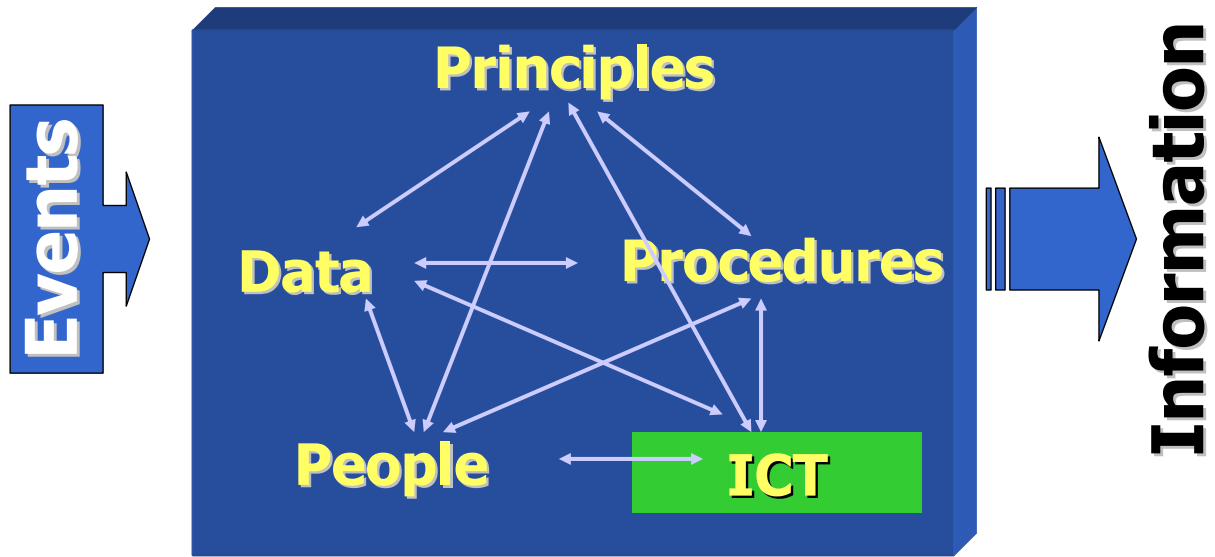 Events
Principles
Data
Procedures
People
ICT
Information